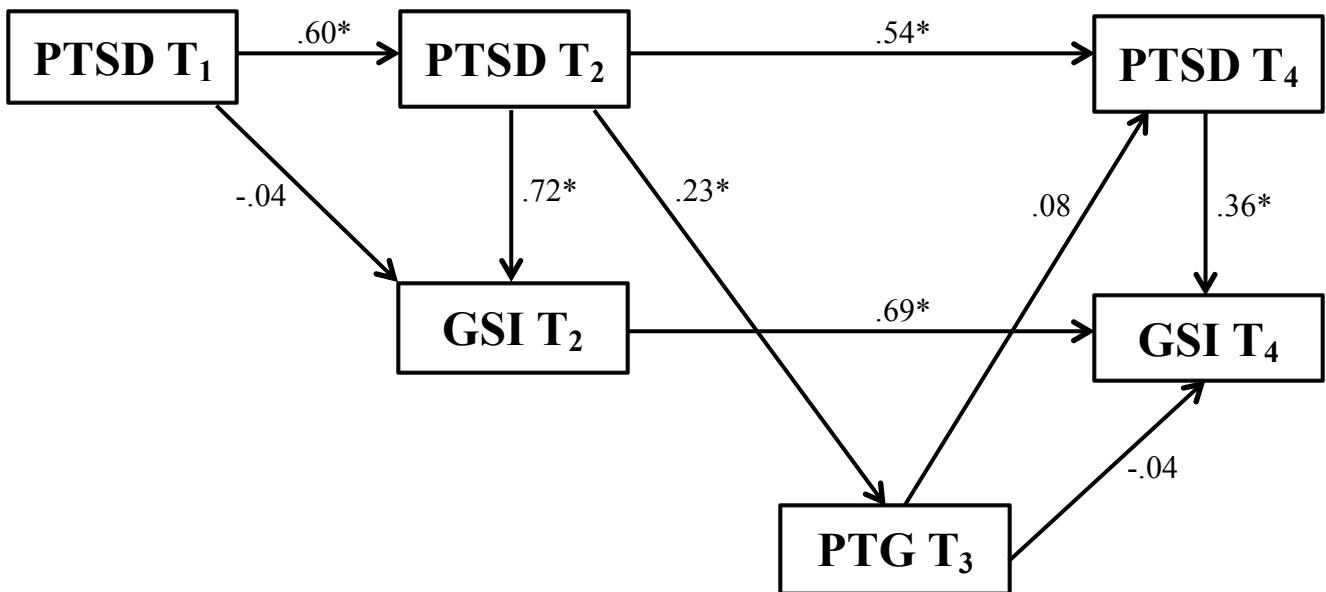 .60*
.54*
PTSD T₁
PTSD T₂
PTSD T₄
-.04
.72*
.23*
.08
.36*
.69*
GSI T₂
GSI T₄
-.04
PTG T₃